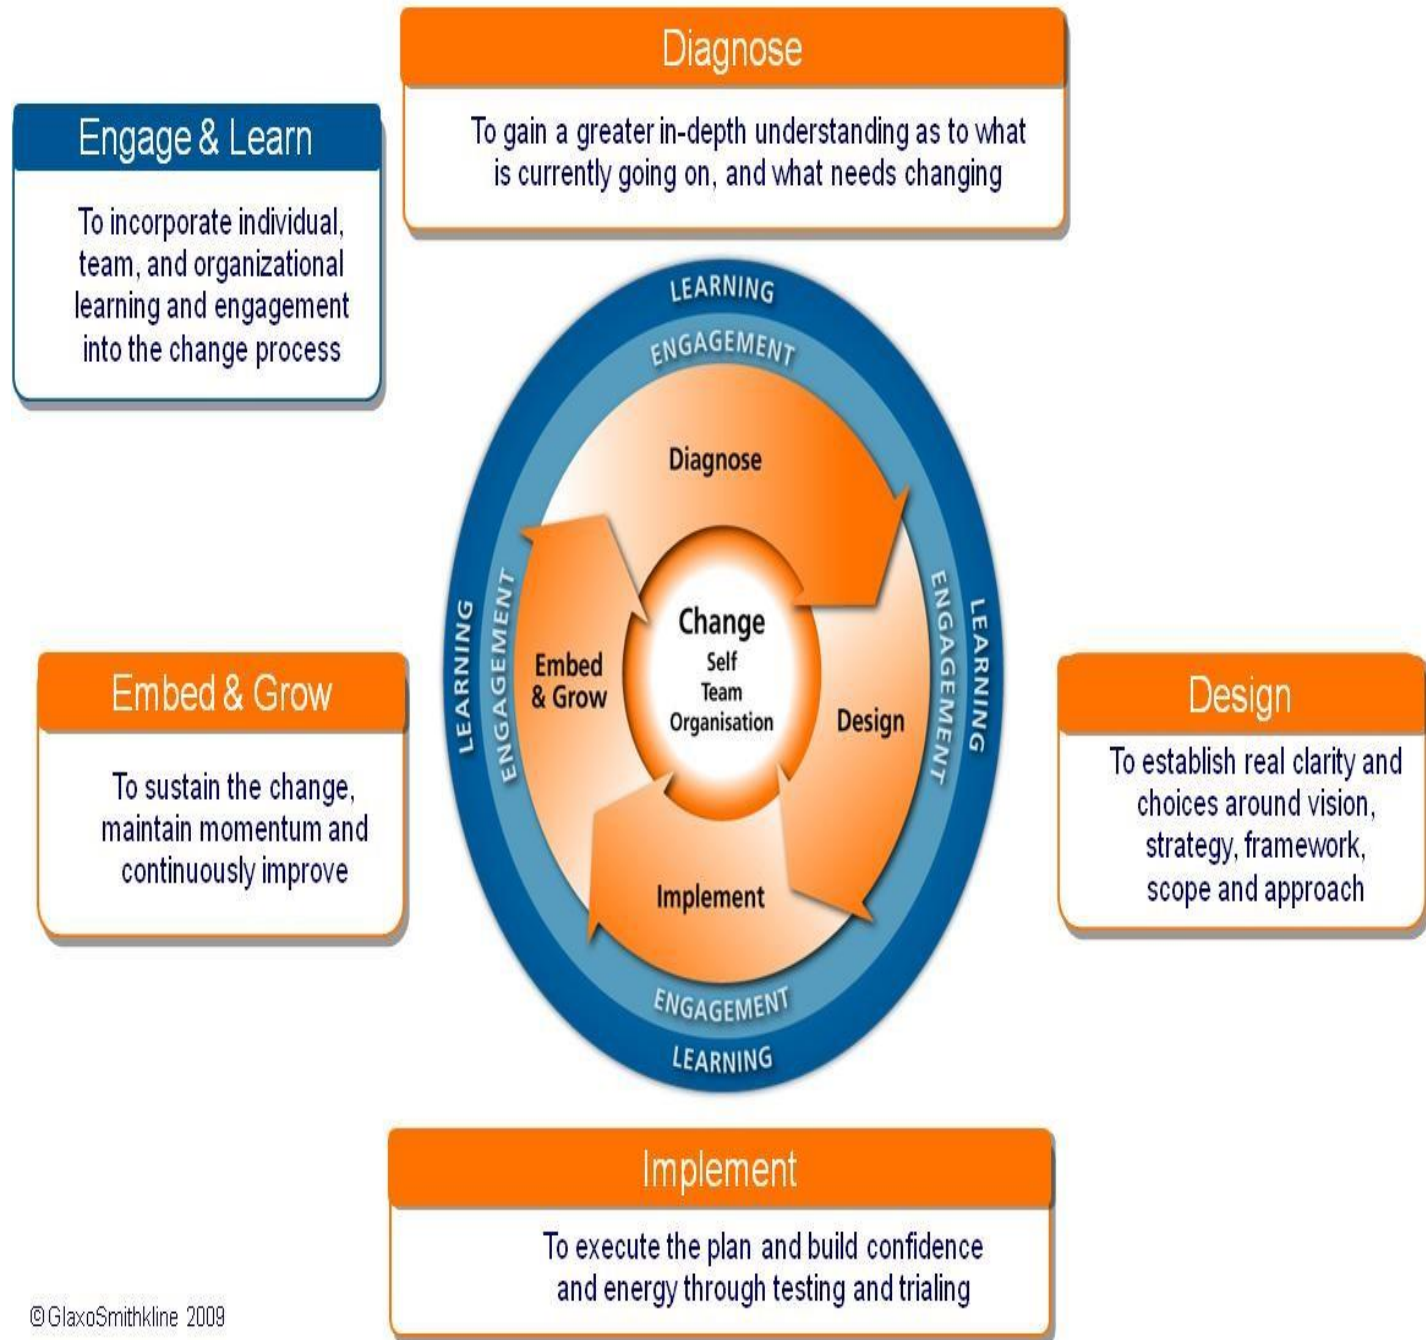 Diagnose
To gain a greater in-depth understanding as to what
is currently going on, and what needs changing
Engage & Learn
To incorporate individual,
team, and organizational
learning and engagement
into the change process
LEARNING
ENGAGEMENT
Diagnose
LEARNING
ENGAGEMENT
Embed
& Grow
Change
Self
Team
Organisation
Design
ENGAGEMENT
LEARNING
Implement
ENGAGEMENT
LEARNING
Embed & Grow
To sustain the change,
maintain momentum and
continuously improve
Design
To establish real clarity and
choices around vision,
strategy, framework,
scope and approach
Implement
To execute the plan and build confidence
and energy through testing and trialing
© GlaxoSmithkline 2009